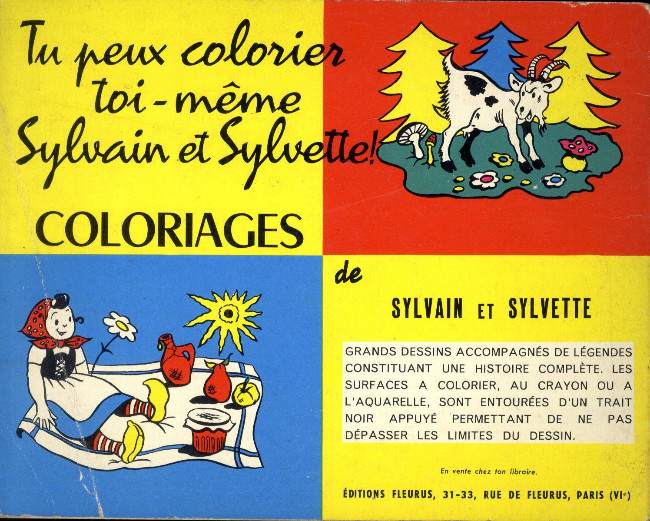 Tu peux colorier
toi-même
Sylvain et Sylvette!
COLORIAGES
de
SYLVAIN ET SYLVETTE
GRANDS DESSINS ACCOMPAGNÉS DE LÉGENDES
CONSTITUANT UNE HISTOIRE COMPLÈTE. LES
SURFACES A COLORIER, AU CRAYON OU A
L'AQUARELLE, SONT ENTOURÉES D'UN TRAIT
NOIR APPUYÉ PERMETTANT DE NE PAS
DÉPASSER LES LIMITES DU DESSIN.
En vente chez ton libraire.
ÉDITIONS FLEURUS, 31-33, RUE DE FLEURUS, PARIS (VIe)